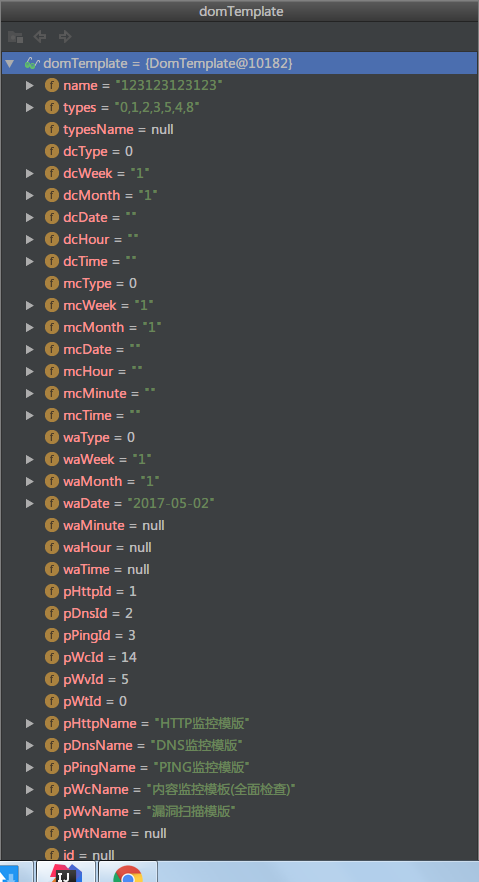 domTemplate
domTemplate = {DomTemplate@10182}
f name = "123123123123"
f types = "0,1,2,3,5,4,8"
f typesName = null
f dcType = 0
f dcWeek = "1"
f dcMonth = "1"
f dcDate = ""
f dcHour = ""
f dcTime = ""
f mcType = 0
f mcWeek = "1"
f mcMonth = "1"
f mcDate = ""
f mcHour = ""
f mcMinute = ""
f mcTime = ""
f waType = 0
f waWeek = "1"
f waMonth = "1"
f waDate = "2017-05-02"
f waMinute = null
f waHour = null
f waTime = null
f pHttpId = 1
f pDnsId = 2
f pPingId = 3
f pWcId = 14
f pWvId = 5
f pWtId = 0
f pHttpName = "HTTP监控模版"
f pDnsName = "DNS监控模版"
f pPingName = "PING监控模版"
f pWcName = "内容监控模板(全面检查)"
f pWvName = "漏洞扫描模版"
f pWtName = null
f id = null
IJ